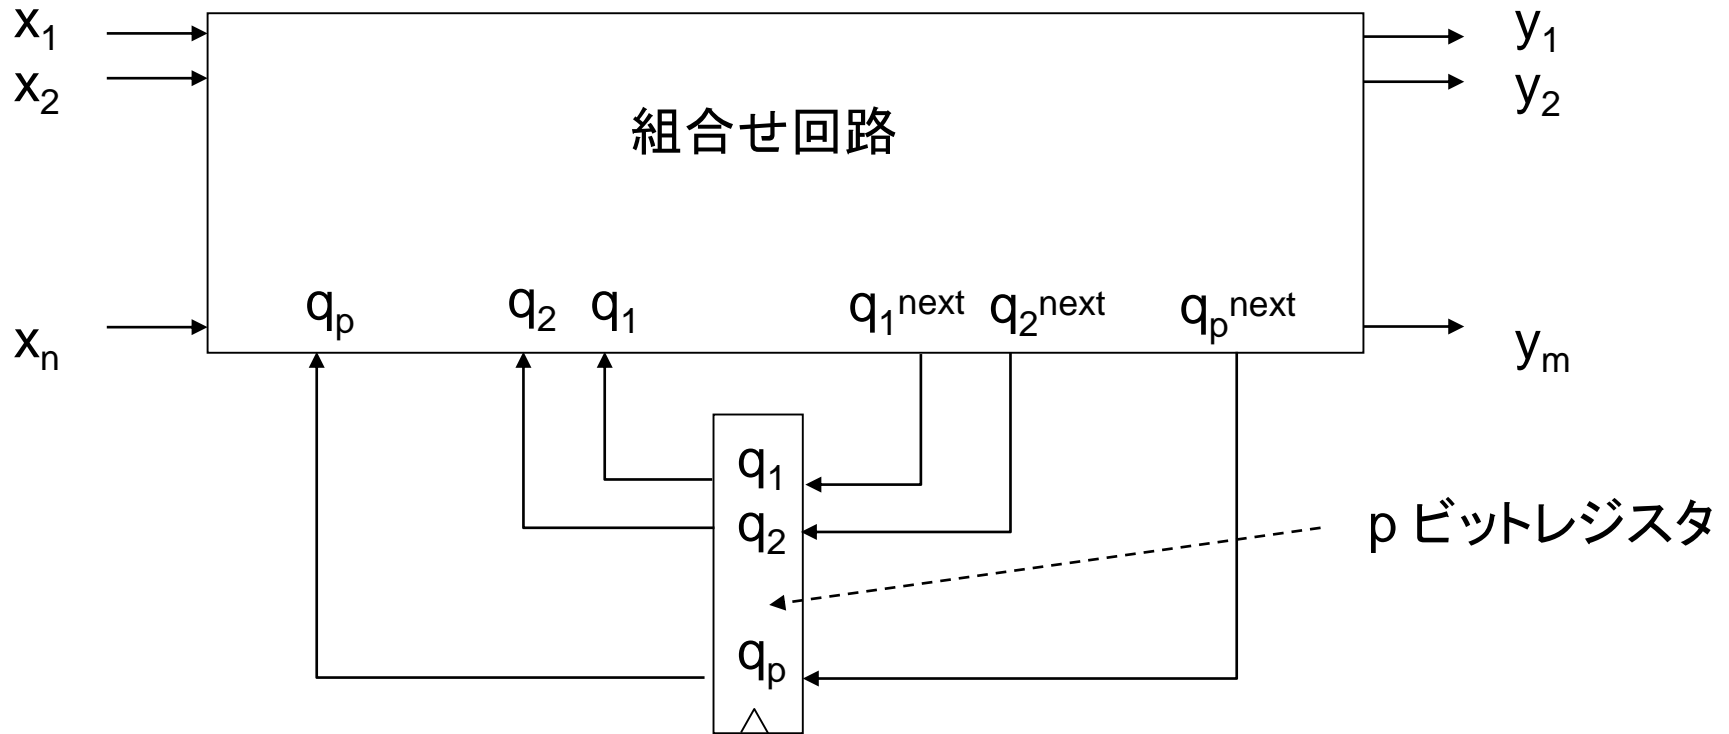 x₁
x₂
xₙ
組合せ回路
y₁
y₂
yₘ
qₚ q₂ q₁ q₁ⁿᵉˣᵗ q₂ⁿᵉˣᵗ qₚⁿᵉˣᵗ
q₁
q₂
qₚ
p ビットレジスタ